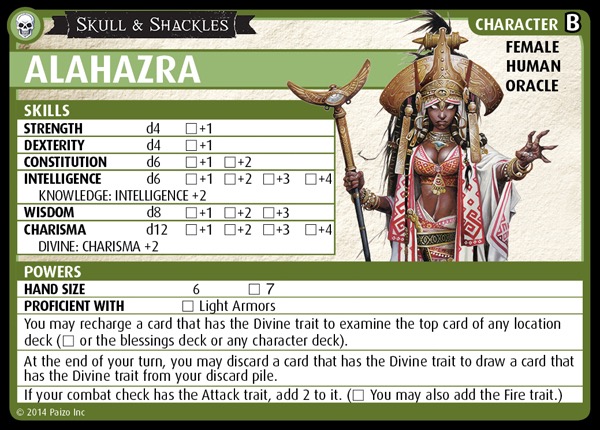 SKULL & SHACKLES
CHARACTER B
ALAHAZRA
FEMALE
HUMAN
ORACLE
SKILLS
STRENGTH d4 ☐ +1
DEXTERITY d4 ☐ +1
CONSTITUTION d6 ☐ +1 ☐ +2
INTELLIGENCE d6 ☐ +1 ☐ +2 ☐ +3 ☐ +4
KNOWLEDGE: INTELLIGENCE +2
WISDOM d8 ☐ +1 ☐ +2 ☐ +3
CHARISMA d12 ☐ +1 ☐ +2 ☐ +3 ☐ +4
DIVINE: CHARISMA +2
POWERS
HAND SIZE 6 ☐ 7
PROFICIENT WITH ☐ Light Armors
You may recharge a card that has the Divine trait to examine the top card of any location
deck (☐ or the blessings deck or any character deck).
At the end of your turn, you may discard a card that has the Divine trait to draw a card that
has the Divine trait from your discard pile.
If your combat check has the Attack trait, add 2 to it. (☐ You may also add the Fire trait.)
© 2014 Paizo Inc